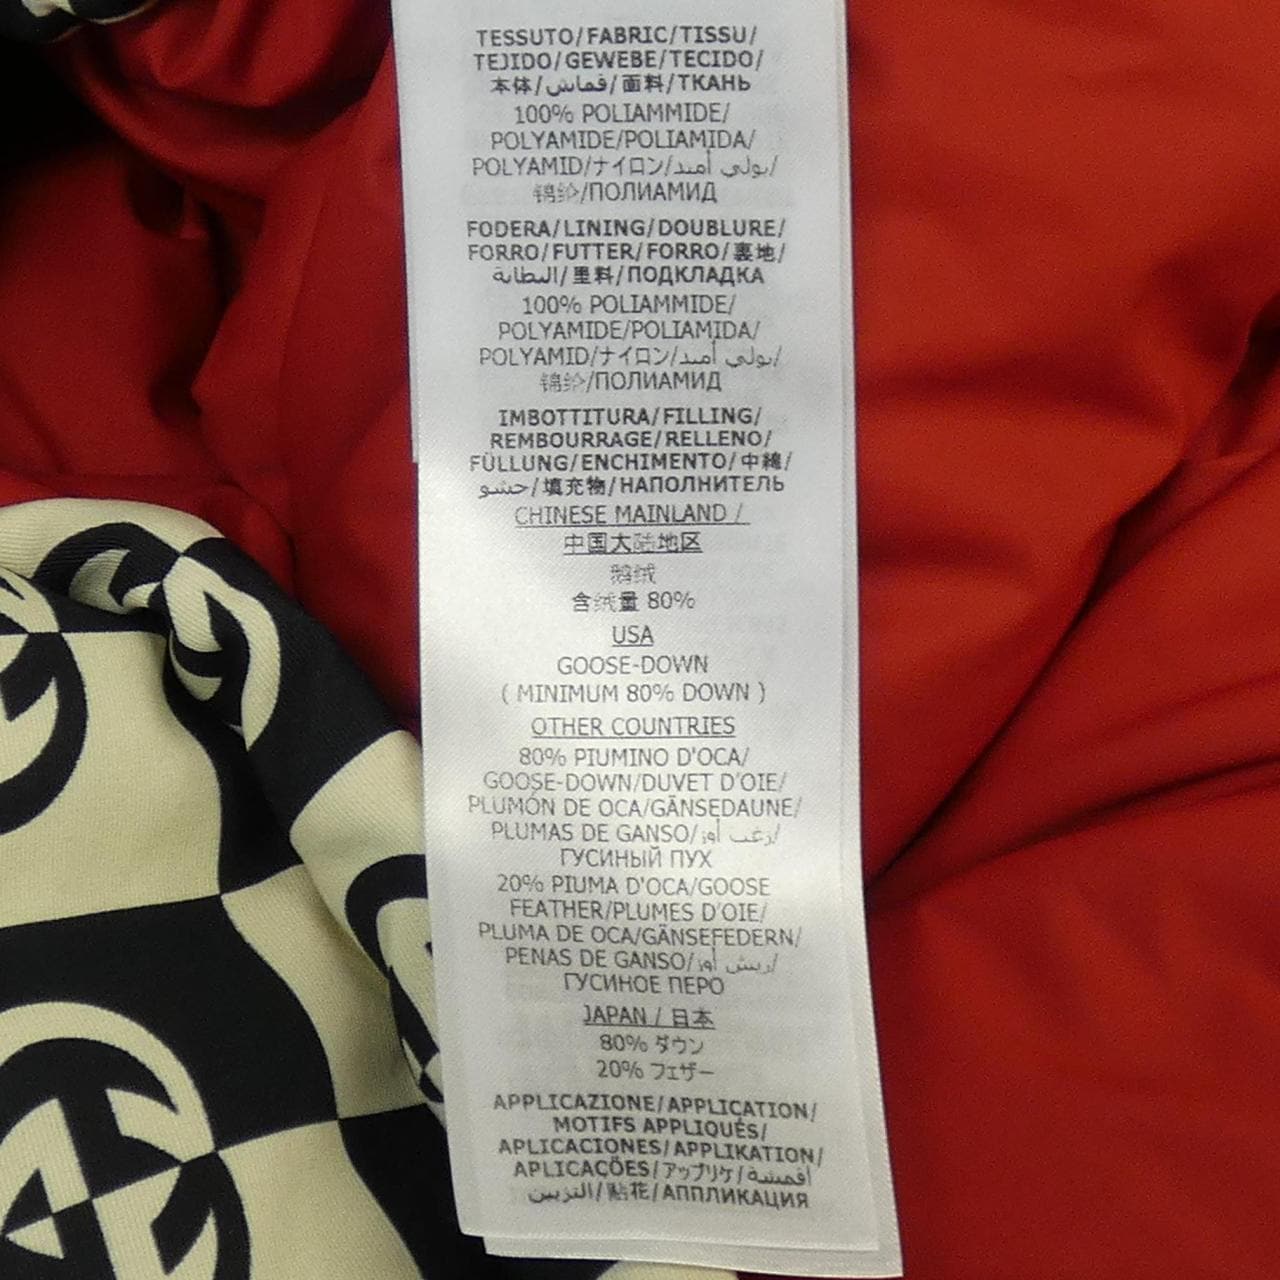 TESSUTO/FABRIC/TISSU/
TEJIDO/GEWEBE/TECIDO/
本体/قماش/面料/ТКАНЬ
100% POLIAMMIDE/
POLYAMIDE/POLIAMIDA/
POLYAMID/ナイロン/بولي أميد/
锦纶/ПОЛИАМИД
FODERA/LINING/DOUBLURE/
FORRO/FUTTER/FORRO/裏地/
البطانة/里料/ПОДКЛАДКА
100% POLIAMMIDE/
POLYAMIDE/POLIAMIDA/
POLYAMID/ナイロン/بولي أميد/
锦纶/ПОЛИАМИД
IMBOTTITURA/FILLING/
REMBOURRAGE/RELLENO/
FÜLLUNG/ENCHIMENTO/中綿/
حشو/填充物/НАПОЛНИТЕЛЬ
CHINESE MAINLAND /
中国大陆地区
鹅绒
含绒量 80%
USA
GOOSE-DOWN
( MINIMUM 80% DOWN )
OTHER COUNTRIES
80% PIUMINO D'OCA/
GOOSE-DOWN/DUVET D'OIE/
PLUMÓN DE OCA/GÄNSEDAUNE/
PLUMAS DE GANSO/زغب أوز/
ГУСИНЫЙ ПУХ
20% PIUMA D'OCA/GOOSE
FEATHER/PLUMES D'OIE/
PLUMA DE OCA/GÄNSEFEDERN/
PENAS DE GANSO/ريش أوز/
ГУСИНОЕ ПЕРО
JAPAN / 日本
80% ダウン
20% フェザー
APPLICAZIONE/APPLICATION/
MOTIFS APPLIQUÉS/
APLICACIONES/APPLIKATION/
APLICAÇÕES/アップリケ/أقمشة
التزيين/贴花/АППЛИКАЦИЯ